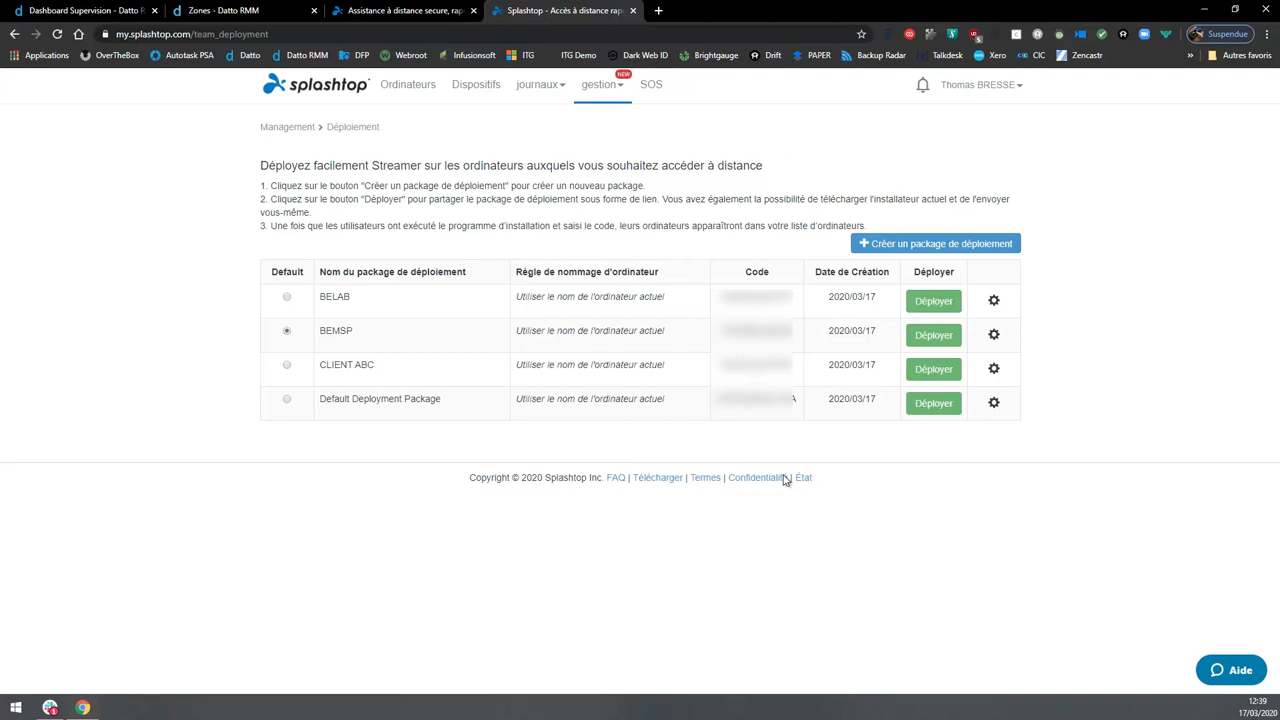 Dashboard Supervision - Datto R
Zones - Datto RMM
Assistance à distance secure, rap
Splashtop - Accès à distance rap
my.splashtop.com/team_deployment
Suspendue
Applications OverTheBox Autotask PSA Datto Datto RMM DFP Webroot Infusionsoft ITG ITG Demo Dark Web ID Brightgauge Drift PAPER Backup Radar Talkdesk Xero CIC Zencastr » Autres favoris
splashtop Ordinateurs Dispositifs journaux gestion NEW SOS Thomas BRESSE
Management > Déploiement
Déployez facilement Streamer sur les ordinateurs auxquels vous souhaitez accéder à distance
1. Cliquez sur le bouton "Créer un package de déploiement" pour créer un nouveau package.
2. Cliquez sur le bouton "Déployer" pour partager le package de déploiement sous forme de lien. Vous avez également la possibilité de télécharger l'installateur actuel et de l'envoyer
vous-même.
3. Une fois que les utilisateurs ont exécuté le programme d'installation et saisi le code, leurs ordinateurs apparaîtront dans votre liste d'ordinateurs.
Créer un package de déploiement
Default Nom du package de déploiement Règle de nommage d'ordinateur Code Date de Création Déployer
BELAB Utiliser le nom de l'ordinateur actuel 2020/03/17 Déployer
BEMSP Utiliser le nom de l'ordinateur actuel 2020/03/17 Déployer
CLIENT ABC Utiliser le nom de l'ordinateur actuel 2020/03/17 Déployer
Default Deployment Package Utiliser le nom de l'ordinateur actuel 2020/03/17 Déployer
Copyright © 2020 Splashtop Inc. FAQ | Télécharger | Termes | Confidentialité | État
Aide
12:39
17/03/2020